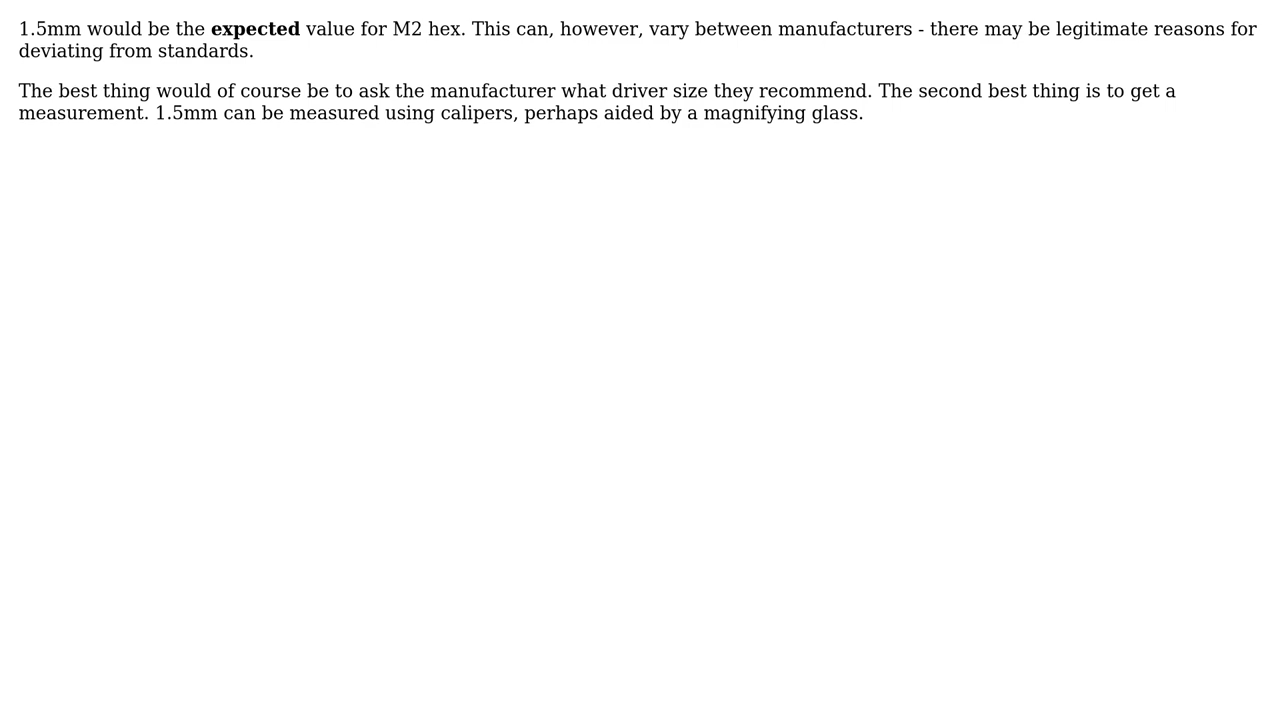 1.5mm would be the expected value for M2 hex. This can, however, vary between manufacturers - there may be legitimate reasons for
deviating from standards.
The best thing would of course be to ask the manufacturer what driver size they recommend. The second best thing is to get a
measurement. 1.5mm can be measured using calipers, perhaps aided by a magnifying glass.